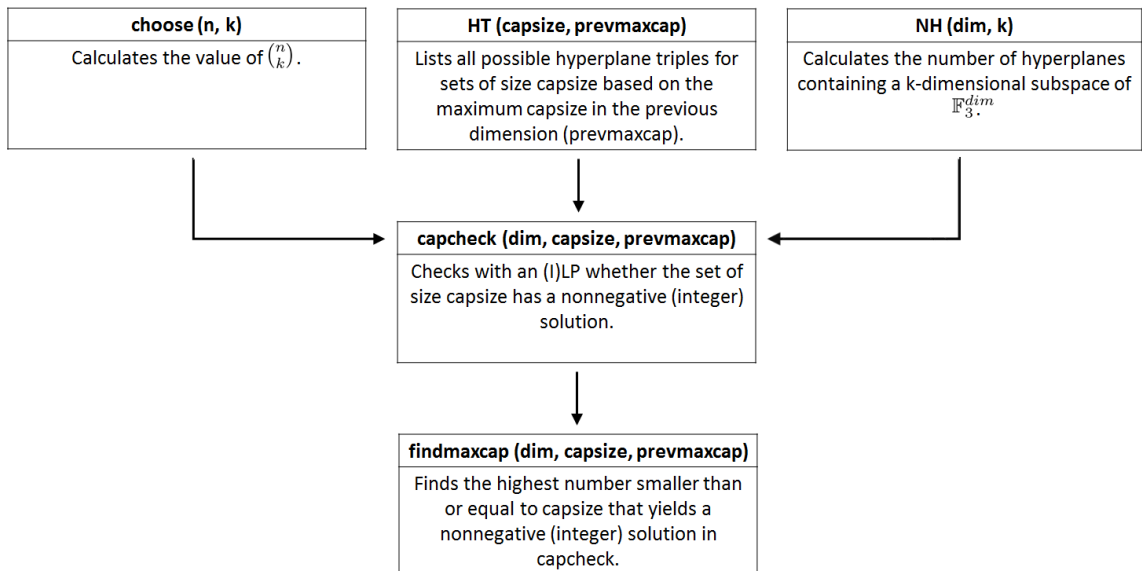 choose (n, k)
Calculates the value of $\binom{n}{k}$ .
HT (capsize, prevmaxcap)
Lists all possible hyperplane triples for
sets of size capsize based on the
maximum capsize in the previous
dimension (prevmaxcap).
NH (dim, k)
Calculates the number of hyperplanes
containing a k-dimensional subspace of
$\mathbb{F}_3^{dim}$.
capcheck (dim, capsize, prevmaxcap)
Checks with an (I)LP whether the set of
size capsize has a nonnegative (integer)
solution.
findmaxcap (dim, capsize, prevmaxcap)
Finds the highest number smaller than
or equal to capsize that yields a
nonnegative (integer) solution in
capcheck.